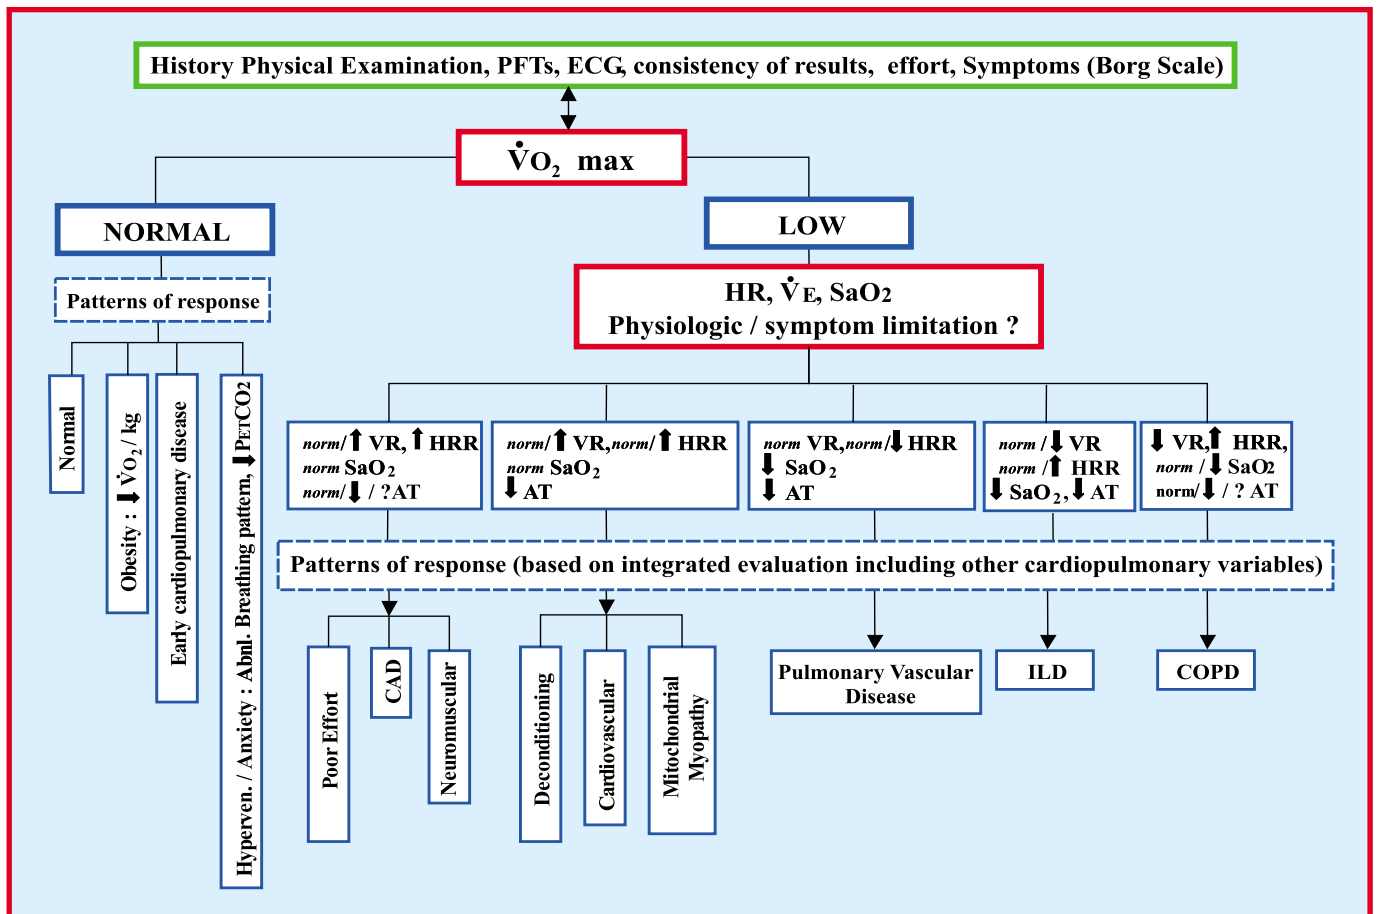 History Physical Examination, PFTs, ECG, consistency of results, effort, Symptoms (Borg Scale)
V̇O₂ max
NORMAL
LOW
Patterns of response
HR, V̇E, SaO2
Physiologic / symptom limitation ?
Normal
Obesity : ⬇ V̇O₂ / kg
Early cardiopulmonary disease
Hyperven. / Anxiety : Abnl. Breathing pattern, ⬇ PETCO2
norm/⬆ VR, ⬆ HRR
norm SaO₂
norm/⬇ / ?AT
norm/⬆ VR, norm/⬆ HRR
norm SaO₂
⬇ AT
norm VR, norm/⬇ HRR
⬇ SaO₂
⬇ AT
norm /⬇ VR
norm /⬆ HRR
⬇ SaO₂, ⬇ AT
⬇ VR, ⬆ HRR,
norm /⬇ SaO2
norm/⬇ / ? AT
Patterns of response (based on integrated evaluation including other cardiopulmonary variables)
Poor Effort
CAD
Neuromuscular
Deconditioning
Cardiovascular
Mitochondrial
Myopathy
Pulmonary Vascular
Disease
ILD
COPD